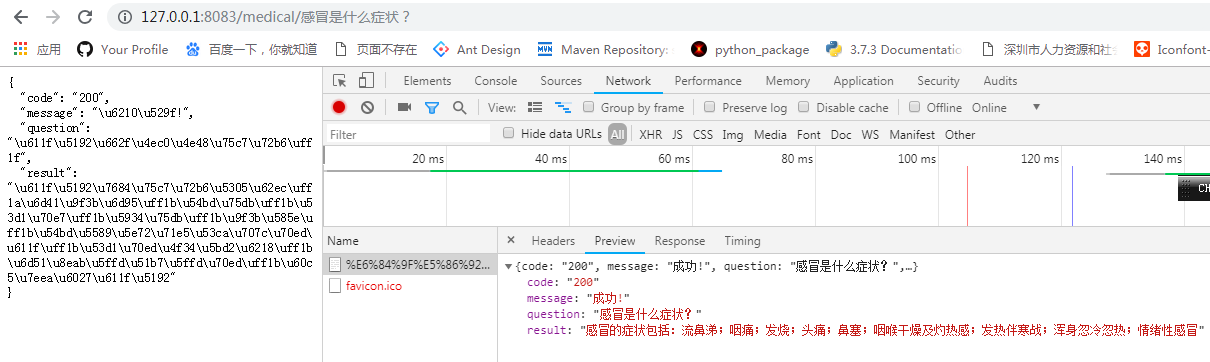 127.0.0.1:8083/medical/感冒是什么症状？
应用 Your Profile 百度一下，你就知道 页面不存在 Ant Design Maven Repository: python_package 3.7.3 Documentatio 深圳市人力资源和社 Iconfont-
{
"code": "200",
"message": "\u6210\u529f!",
"question":
"\u611f\u5192\u662f\u4ec0\u4e48\u75c7\u72b6\uff
1f",
"result":
"\u611f\u5192\u7684\u75c7\u72b6\u5305\u62ec\uff
1a\u6d41\u9f3b\u6d95\uff1b\u54bd\u75db\uff1b\u5
3d1\u70e7\uff1b\u5934\u75db\uff1b\u9f3b\u585e\u
ff1b\u54bd\u5589\u5e72\u71e5\u53ca\u707c\u70ed\
u611f\uff1b\u53d1\u70ed\u4f34\u5bd2\u6218\uff1b
\u6d51\u8eab\u5ffd\u51b7\u5ffd\u70ed\uff1b\u60c
5\u7eea\u6027\u611f\u5192"
}
Elements Console Sources Network Performance Memory Application Security Audits
View: Group by frame Preserve log Disable cache Offline Online
Filter Hide data URLs All XHR JS CSS Img Media Font Doc WS Manifest Other
20 ms 40 ms 60 ms 80 ms 100 ms 120 ms 140 ms
CH
Name
%E6%84%9F%E5%86%92...
favicon.ico
Headers Preview Response Timing
{code: "200", message: "成功!", question: "感冒是什么症状？",…}
code: "200"
message: "成功!"
question: "感冒是什么症状？"
result: "感冒的症状包括：流鼻涕；咽痛；发烧；头痛；鼻塞；咽喉干燥及灼热感；发热伴寒战；浑身忽冷忽热；情绪性感冒"